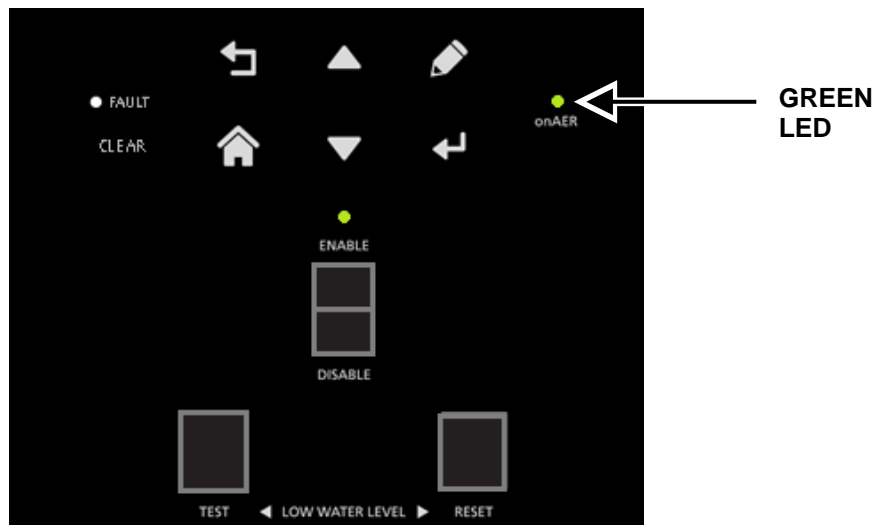 FAULT
onAER
GREEN
LED
CLEAR
ENABLE
DISABLE
TEST ◀ LOW WATER LEVEL ▶ RESET